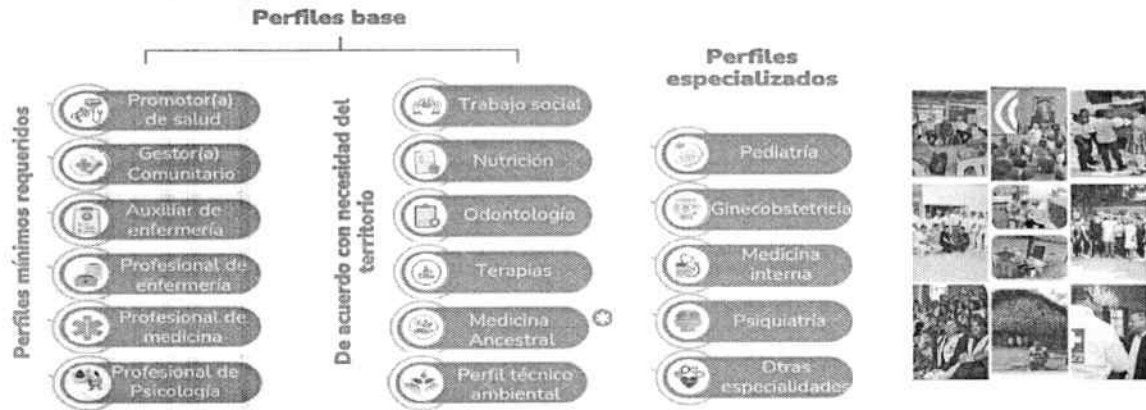 Perfiles base
Perfiles mínimos requeridos
Promotor(a)
de salud
Gestor(a)
Comunitario
Auxiliar de
enfermería
Profesional de
enfermería
Profesional de
medicina
Profesional de
Psicología
De acuerdo con necesidad del
territorio
Trabajo social
Nutrición
Odontología
Terapias
Medicina
Ancestral
*
Perfil técnico
ambiental
Perfiles
especializados
Pediatría
Ginecobstetricia
Medicina
interna
Psiquiatría
Otras
especialidades